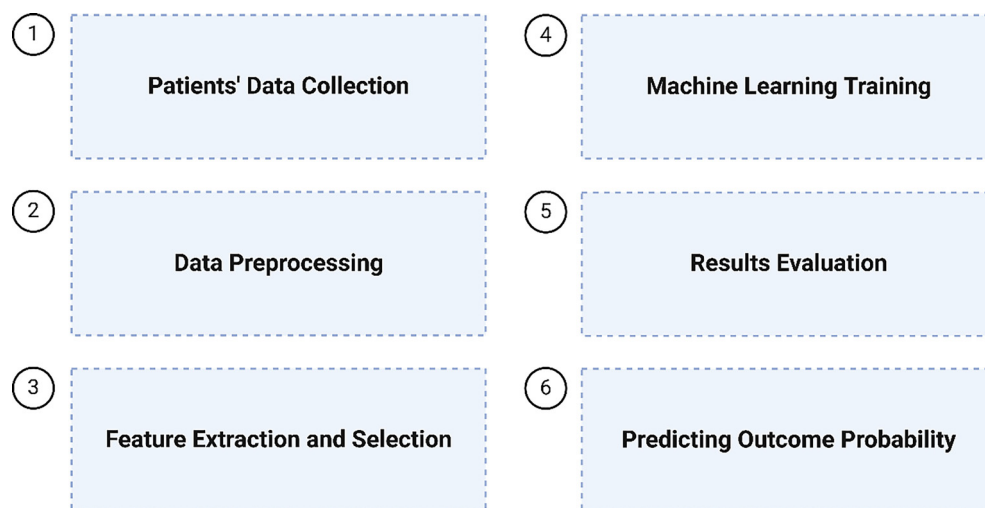 1
Patients' Data Collection
2
Data Preprocessing
3
Feature Extraction and Selection
4
Machine Learning Training
5
Results Evaluation
6
Predicting Outcome Probability